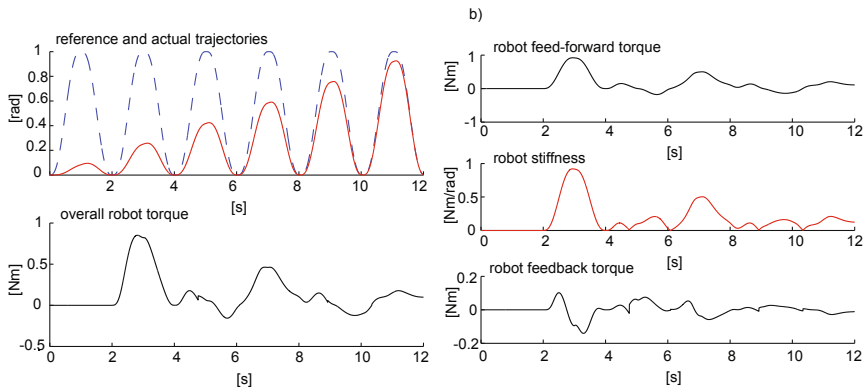 reference and actual trajectories
[rad]
1
0.8
0.6
0.4
0.2
0
0 2 4 6 8 10 12
[s]
overall robot torque
[Nm]
1
0.5
0
-0.5
0 2 4 6 8 10 12
[s]
b)
robot feed-forward torque
[Nm]
1
0
-1
0 2 4 6 8 10 12
[s]
robot stiffness
[Nm/rad]
1
0.5
0
0 2 4 6 8 10 12
[s]
robot feedback torque
[Nm]
0.2
0
-0.2
0 2 4 6 8 10 12
[s]